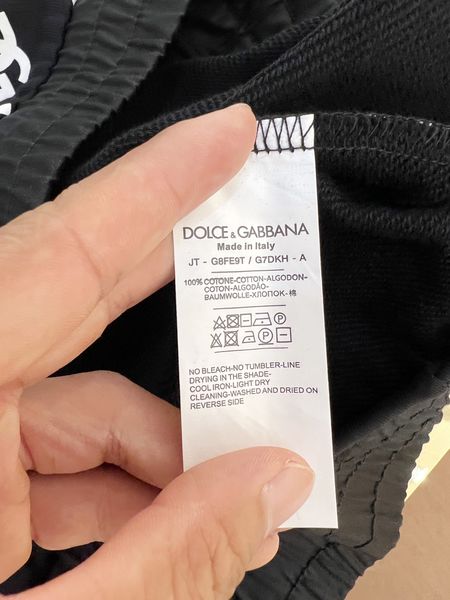 DOLCE & GABBANA
Made in Italy
JT - G8FE9T / G7DKH - A
100% COTONE-COTTON-ALGODON-
COTON-ALGODÃO-
BAUMWOLLE-ХЛОПОК-棉
NO BLEACH-NO TUMBLER-LINE
DRYING IN THE SHADE-
COOL IRON-LIGHT DRY
CLEANING-WASHED AND DRIED ON
REVERSE SIDE